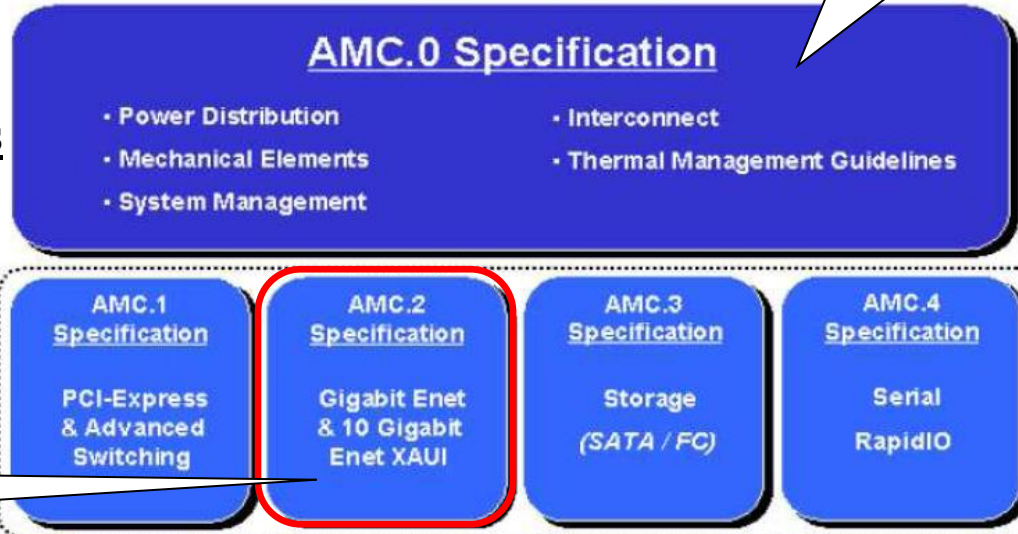 AMC.0 Specification
· Power Distribution
· Interconnect
· Mechanical Elements
· Thermal Management Guidelines
· System Management
AMC.1
Specification
PCI-Express
& Advanced
Switching
AMC.2
Specification
Gigabit Enet
& 10 Gigabit
Enet XAUI
AMC.3
Specification
Storage
(SATA / FC)
AMC.4
Specification
Serial
RapidIO